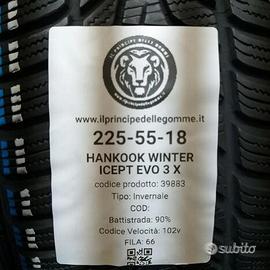 IL PRINCIPE DELLE GOMME
www.ilprincipedellegomme.it
225-55-18
HANKOOK WINTER
ICEPT EVO 3 X
codice prodotto: 39883
Tipo: Invernale
COD:
Battistrada: 90%
Codice Velocità: 102v
FILA: 66
subito